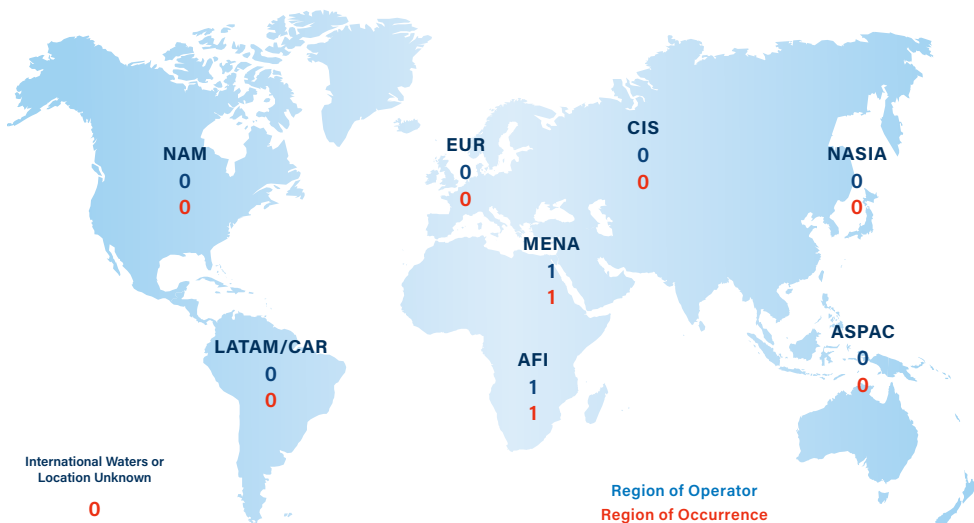 NAM
0
0
EUR
0
0
CIS
0
0
NASIA
0
0
MENA
1
1
LATAM/CAR
0
0
AFI
1
1
ASPAC
0
0
International Waters or
Location Unknown
0
Region of Operator
Region of Occurrence